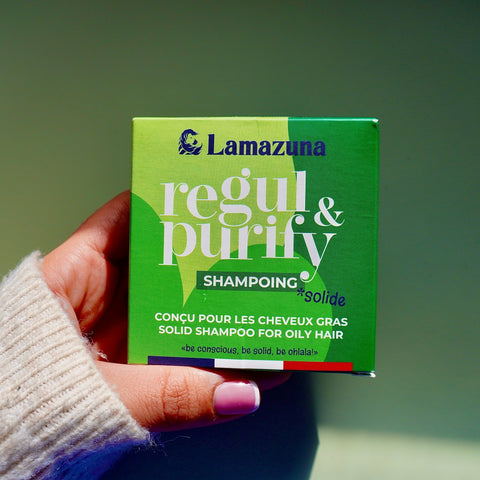 Lamazuna
regul &
purify
SHAMPOING
*solide
CONÇU POUR LES CHEVEUX GRAS
SOLID SHAMPOO FOR OILY HAIR
«be conscious, be solid, be ohlala!»